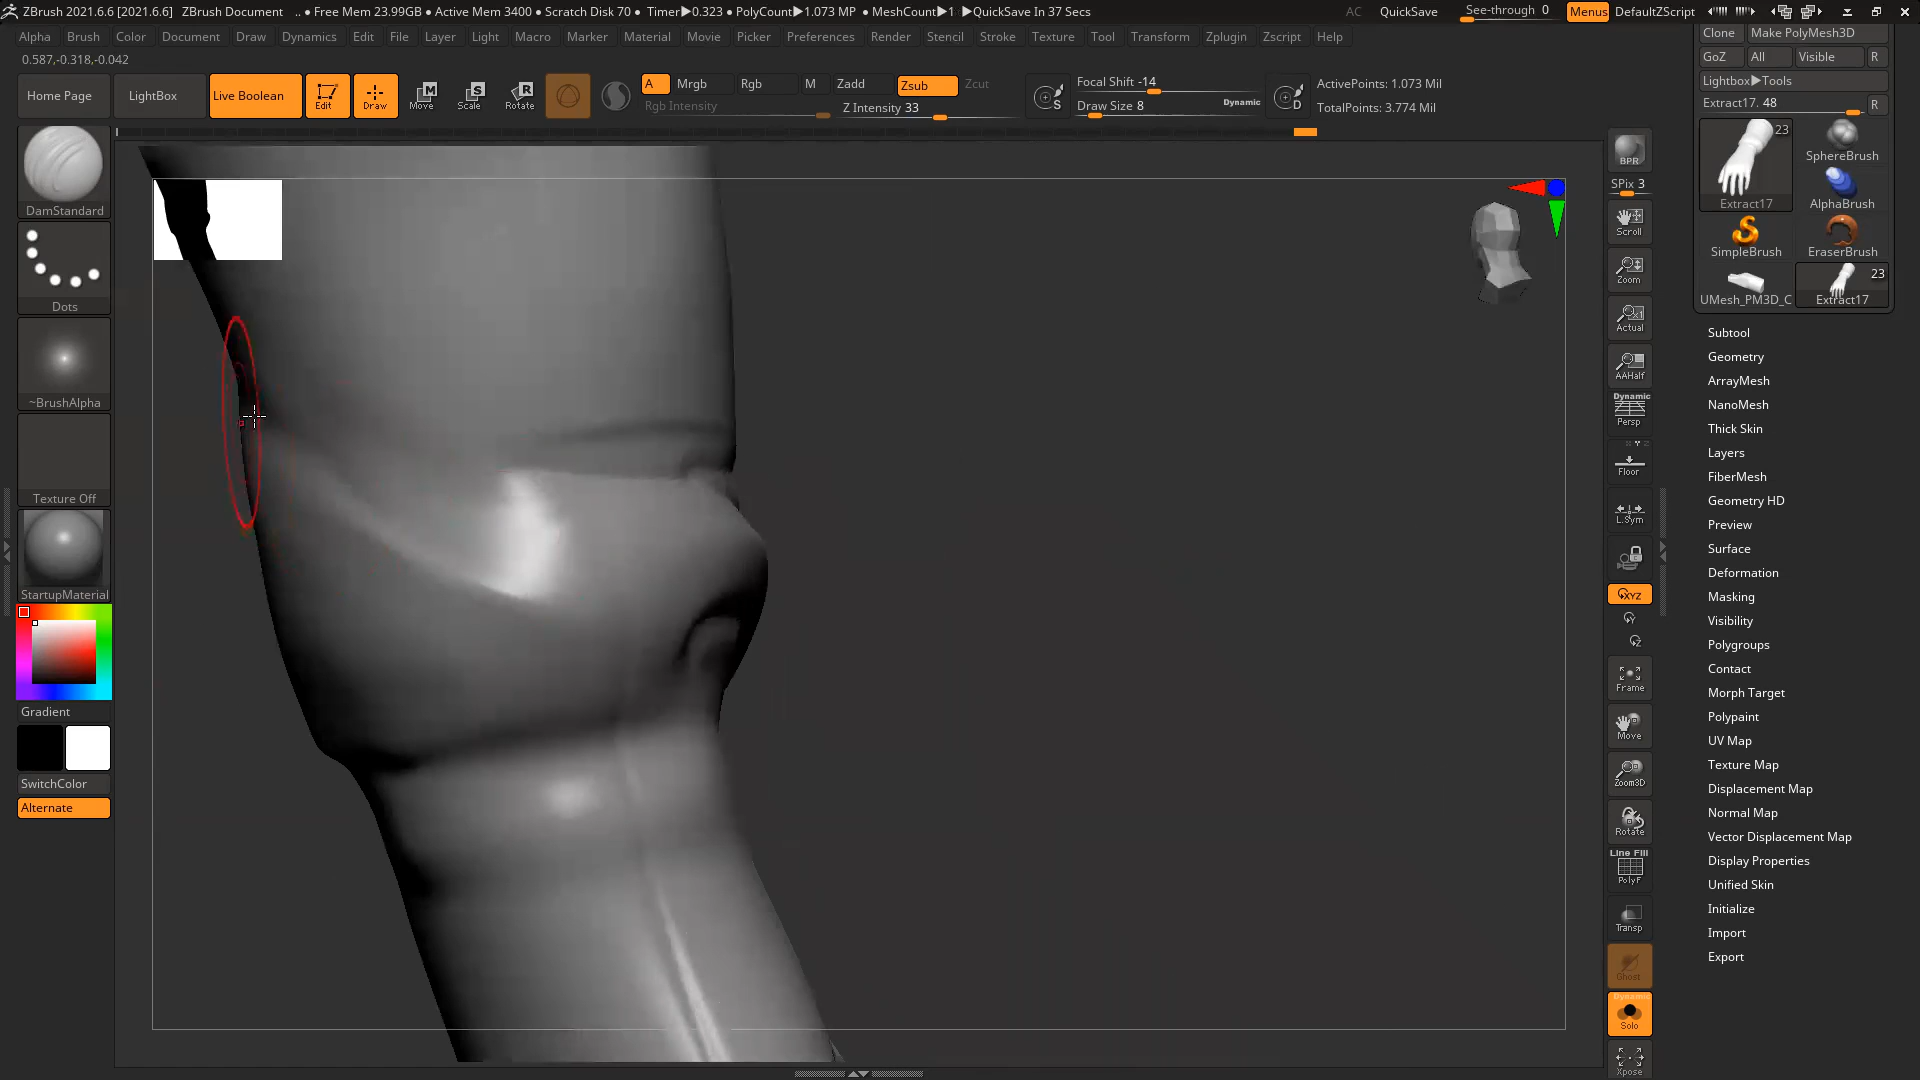 ZBrush 2021.6.6 [2021.6.6] ZBrush Document .. ● Free Mem 23.99GB ● Active Mem 3400 ● Scratch Disk 70 ● Timer▶0.323 ● PolyCount▶1.073 MP ● MeshCount▶1 ▶QuickSave In 37 Secs AC QuickSave See-through 0 Menus DefaultZScript
Alpha Brush Color Document Draw Dynamics Edit File Layer Light Macro Marker Material Movie Picker Preferences Render Stencil Stroke Texture Tool Transform Zplugin Zscript Help
0.587,-0.318,-0.042
Home Page LightBox Live Boolean Edit Draw Move Scale Rotate
A Mrgb Rgb M Zadd Zsub Zcut
Rgb Intensity Z Intensity 33
S Focal Shift -14
Draw Size 8 Dynamic D
ActivePoints: 1.073 Mil
TotalPoints: 3.774 Mil
DamStandard
Dots
~BrushAlpha
Texture Off
StartupMaterial
Gradient
SwitchColor
Alternate
BPR
SPix 3
Scroll
Zoom
Actual
AAHalf
Dynamic
Persp
Floor
L.Sym
XYZ
Y
Z
Frame
Move
Zoom3D
Rotate
Line Fill
PolyF
Transp
Ghost
Dynamic
Solo
Xpose
Clone Make PolyMesh3D
GoZ All Visible R
Lightbox▶Tools
Extract17. 48 R
23
Extract17
SphereBrush
AlphaBrush
SimpleBrush EraserBrush
23
UMesh_PM3D_C Extract17
Subtool
Geometry
ArrayMesh
NanoMesh
Thick Skin
Layers
FiberMesh
Geometry HD
Preview
Surface
Deformation
Masking
Visibility
Polygroups
Contact
Morph Target
Polypaint
UV Map
Texture Map
Displacement Map
Normal Map
Vector Displacement Map
Display Properties
Unified Skin
Initialize
Import
Export